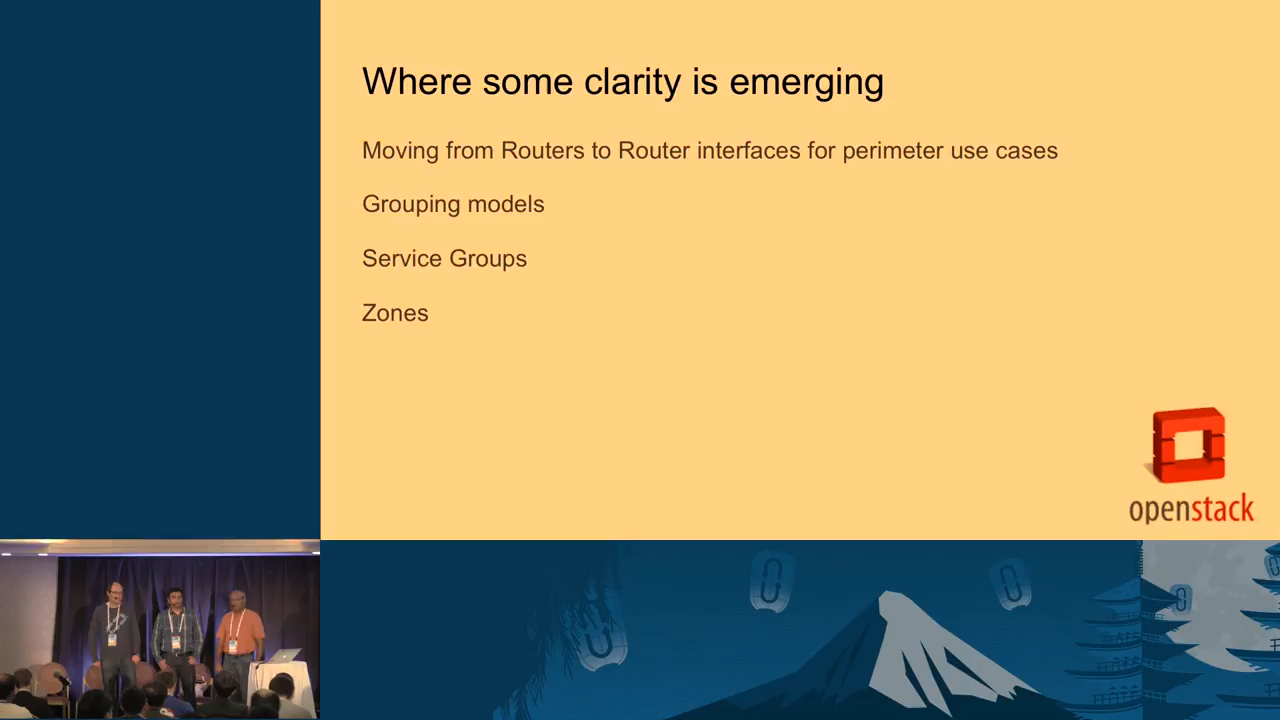 Where some clarity is emerging
Moving from Routers to Router interfaces for perimeter use cases
Grouping models
Service Groups
Zones
openstack